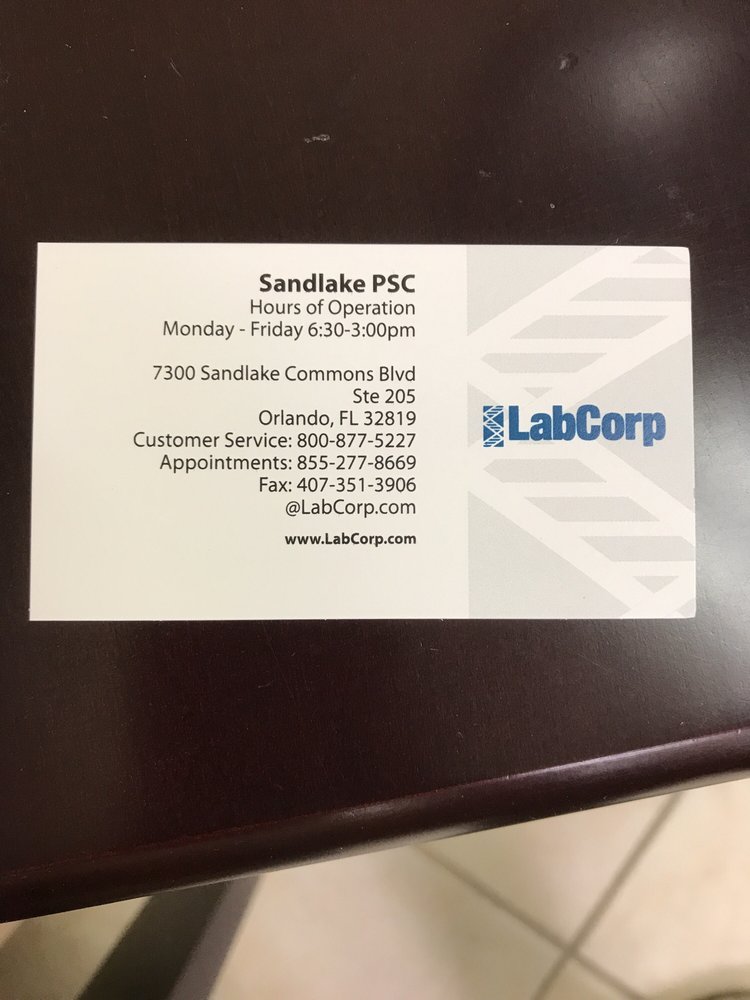 Sandlake PSC
Hours of Operation
Monday - Friday 6:30-3:00pm
7300 Sandlake Commons Blvd
Ste 205
Orlando, FL 32819
Customer Service: 800-877-5227
Appointments: 855-277-8669
Fax: 407-351-3906
@LabCorp.com
www.LabCorp.com
LabCorp